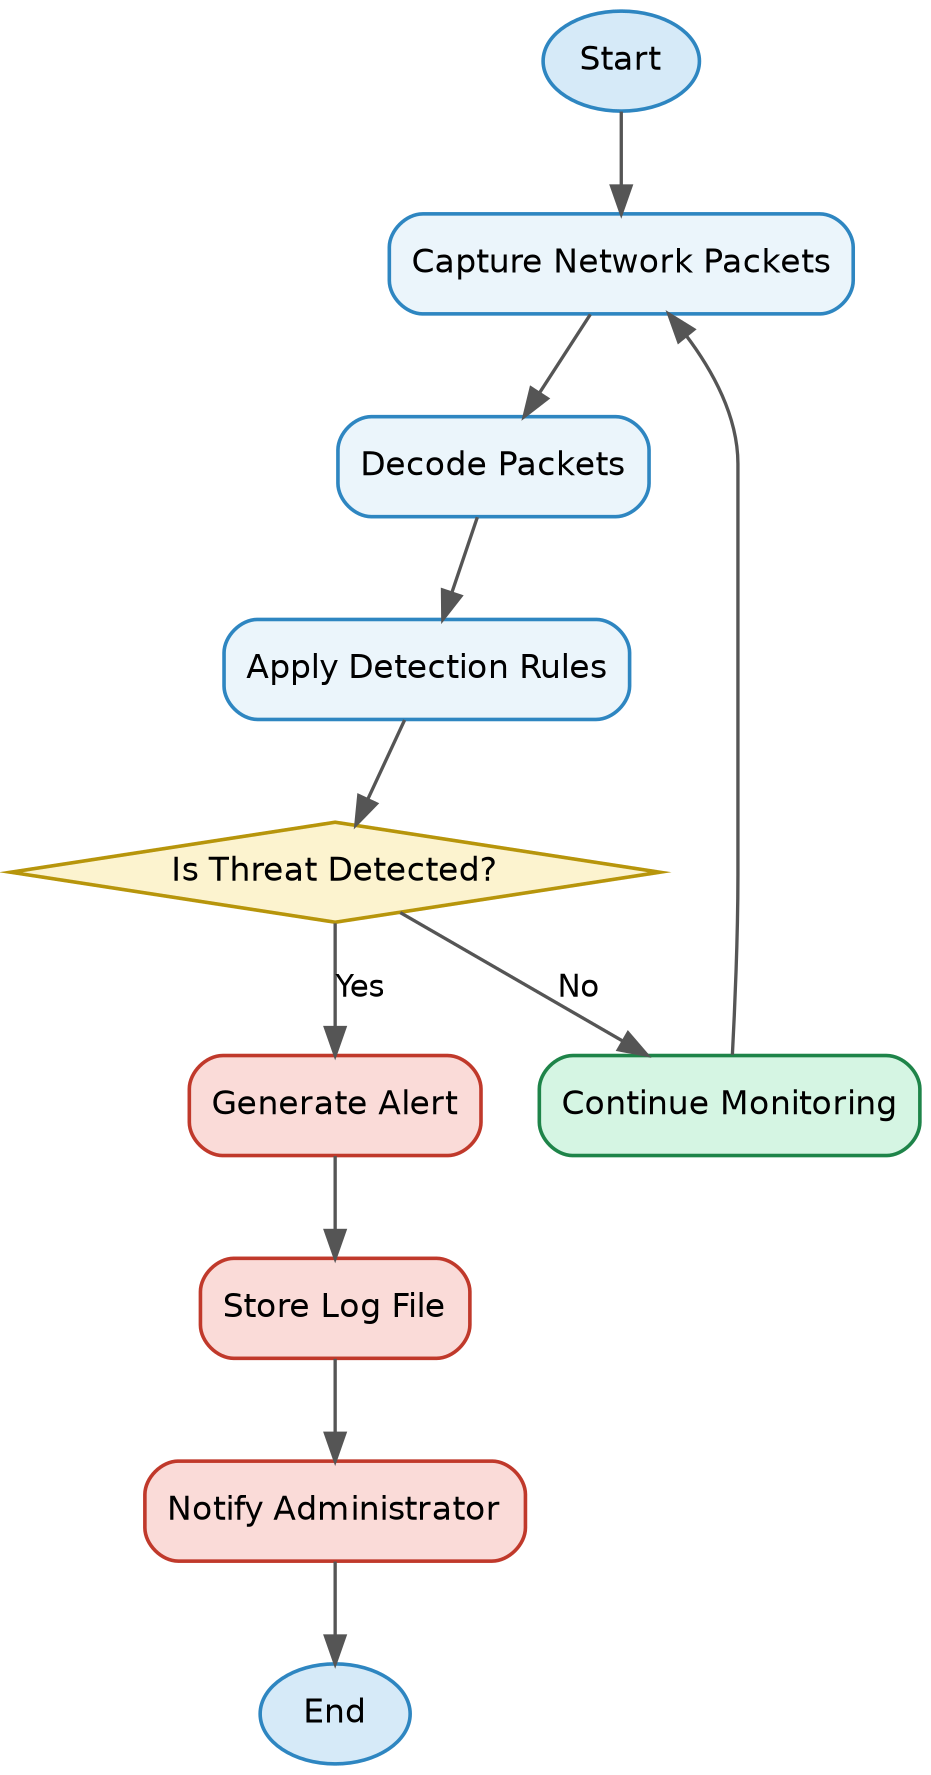 Start
Capture Network Packets
Decode Packets
Apply Detection Rules
Is Threat Detected?
Yes
No
Generate Alert
Continue Monitoring
Store Log File
Notify Administrator
End